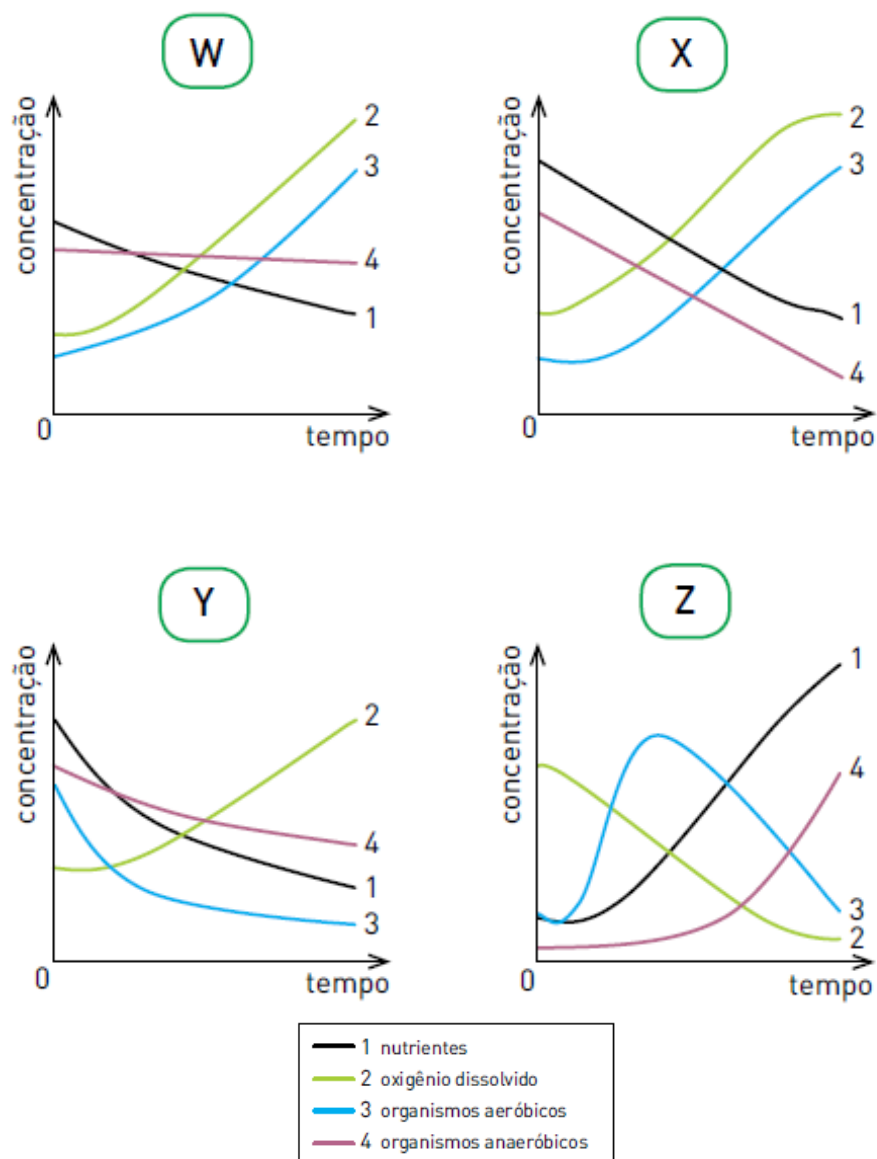 W
concentração
2
3
4
1
0
tempo
X
concentração
2
3
1
4
0
tempo
Y
concentração
2
4
1
3
0
tempo
Z
concentração
1
4
3
2
0
tempo
1 nutrientes
2 oxigênio dissolvido
3 organismos aeróbicos
4 organismos anaeróbicos